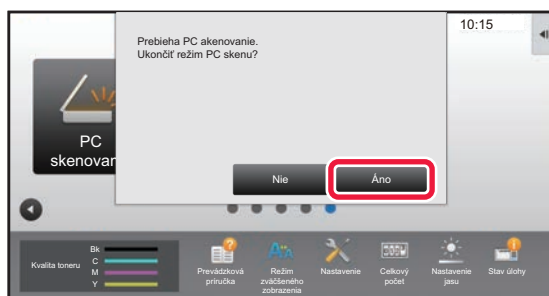 10:15
Prebieha PC akenovanie.
Ukončiť režim PC skenu?
PC
skenovan
Nie
Áno
Kvalita toneru
Bk
C
M
Y
Prevádzková
príručka
Režim
zväčšeného
zobrazenia
Nastavenie
Celkový
počet
Nastavenie
jasu
Stav úlohy